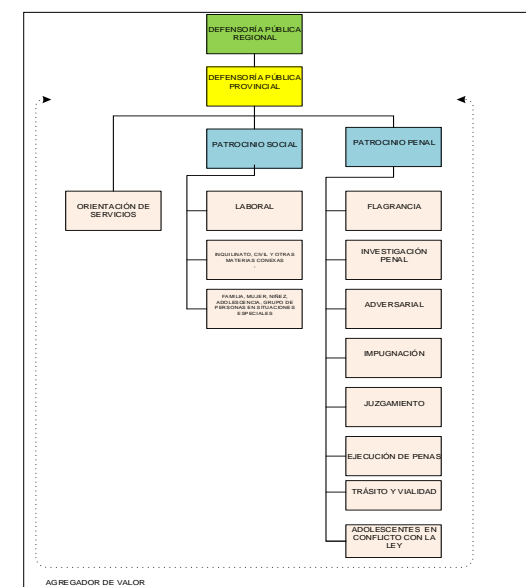 DEFENSORÍA PÚBLICA
REGIONAL
DEFENSORÍA PÚBLICA
PROVINCIAL
PATROCINIO SOCIAL
PATROCINIO PENAL
ORIENTACIÓN DE
SERVICIOS
LABORAL
INQUILINATO, CIVIL Y OTRAS
MATERIAS CONEXAS
FAMILIA, MUJER, NIÑEZ,
ADOLESCENCIA, GRUPO DE
PERSONAS EN SITUACIONES
ESPECIALES
FLAGRANCIA
INVESTIGACIÓN
PENAL
ADVERSARIAL
IMPUGNACIÓN
JUZGAMIENTO
EJECUCIÓN DE PENAS
TRÁSITO Y VIALIDAD
ADOLESCENTES EN
CONFLICTO CON LA
LEY
AGREGADOR DE VALOR